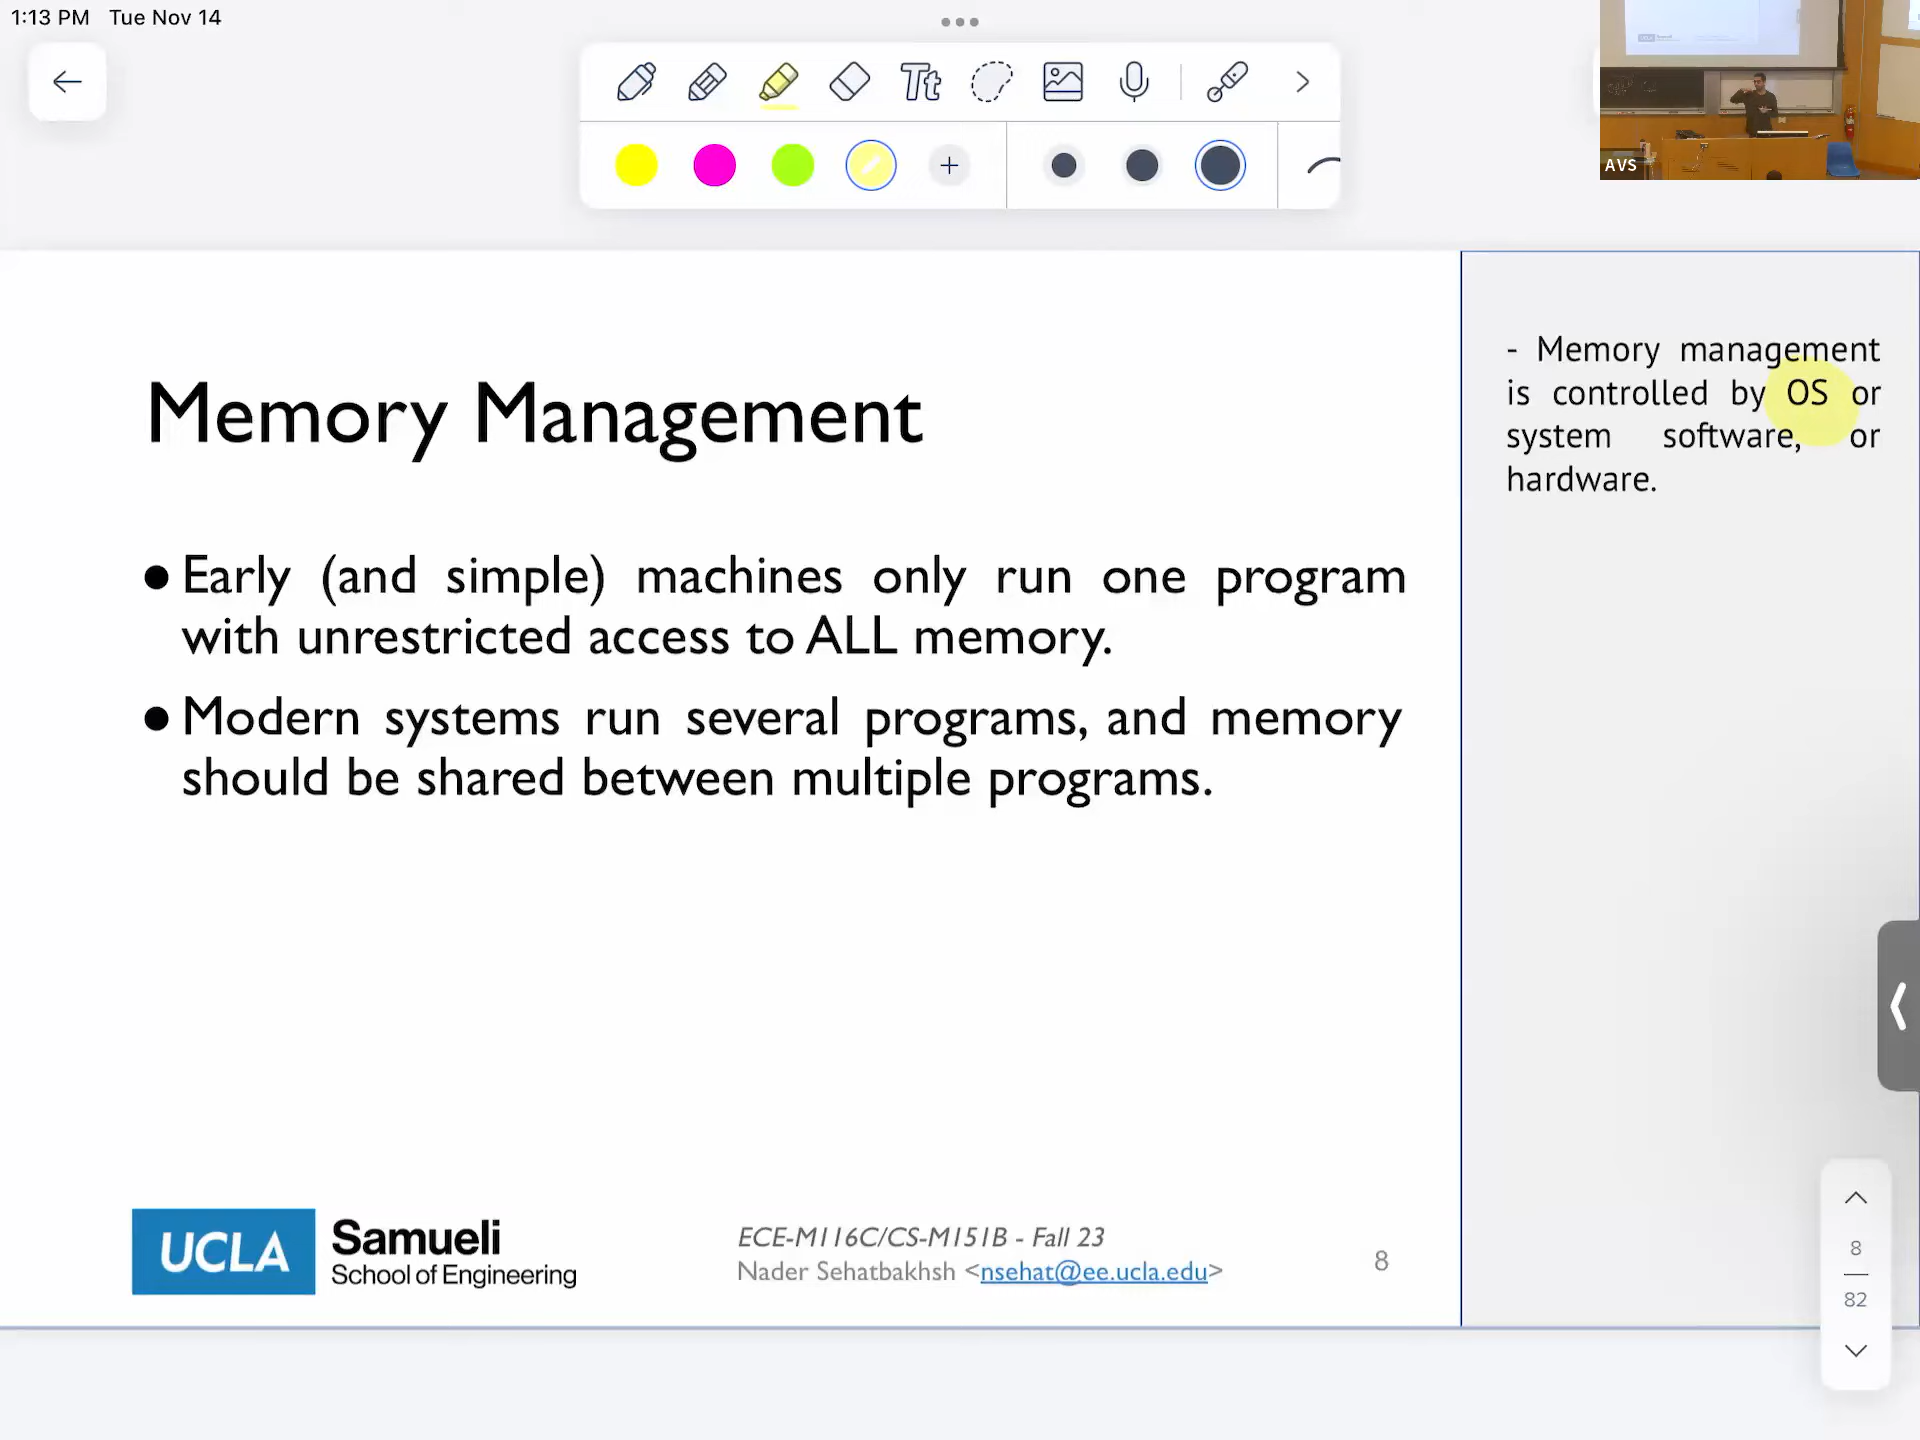 1:13 PM Tue Nov 14
Tt
AVS
Memory Management
● Early (and simple) machines only run one program
with unrestricted access to ALL memory.
● Modern systems run several programs, and memory
should be shared between multiple programs.
- Memory management
is controlled by OS or
system software, or
hardware.
UCLA Samueli
School of Engineering
ECE-M116C/CS-M151B - Fall 23
Nader Sehatbakhsh <nsehat@ee.ucla.edu>
8
8
82